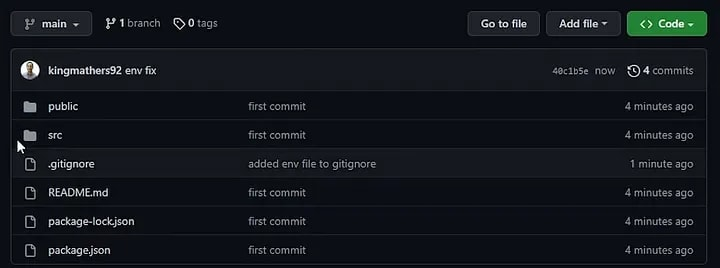 main 1 branch 0 tags Go to file Add file Code
kingmathers92 env fix 40c1b5e now 4 commits
public first commit 4 minutes ago
src first commit 4 minutes ago
.gitignore added env file to gitignore 1 minute ago
README.md first commit 4 minutes ago
package-lock.json first commit 4 minutes ago
package.json first commit 4 minutes ago